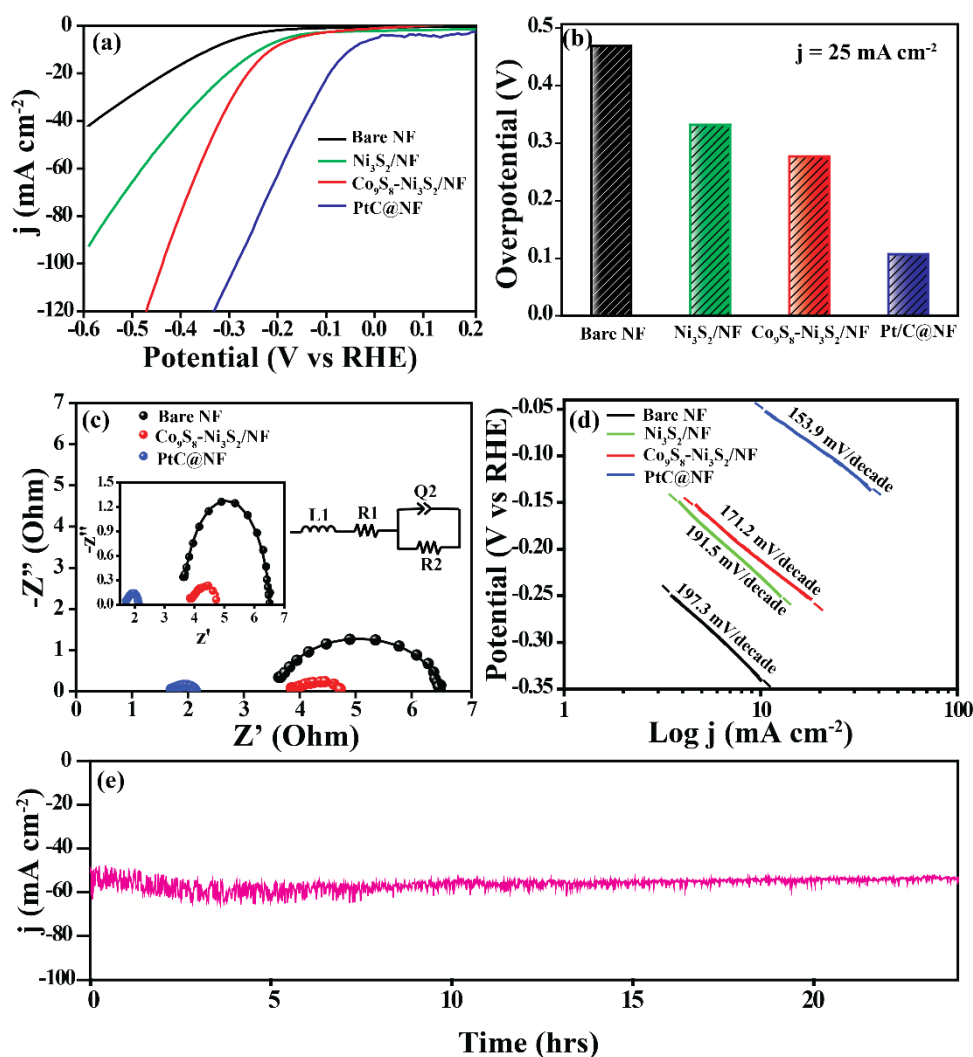 (a)
0
-20
-40
-60
-80
-100
-120
j (mA cm⁻²)
Bare NF
Ni₃S₂/NF
Co₉S₈-Ni₃S₂/NF
PtC@NF
-0.6 -0.5 -0.4 -0.3 -0.2 -0.1 0.0 0.1 0.2
Potential (V vs RHE)
(b)
j = 25 mA cm⁻²
0.5
0.4
0.3
0.2
0.1
0.0
Overpotential (V)
Bare NF Ni₃S₂/NF Co₉S₈-Ni₃S₂/NF Pt/C@NF
(c)
7
6
5
4
3
2
1
0
-Z” (Ohm)
Bare NF
Co₉S₈-Ni₃S₂/NF
PtC@NF
1.5
1.2
0.9
0.6
0.3
0.0
-Z"
2 3 4 5 6 7
Z'
L1 R1 Q2
R2
0 1 2 3 4 5 6 7
Z’ (Ohm)
(d)
-0.05
-0.10
-0.15
-0.20
-0.25
-0.30
-0.35
Potential (V vs RHE)
Bare NF
Ni₃S₂/NF
Co₉S₈-Ni₃S₂/NF
PtC@NF
153.9 mV/decade
171.2 mV/decade
191.5 mV/decade
197.3 mV/decade
1 10 100
Log j (mA cm⁻²)
(e)
0
-20
-40
-60
-80
-100
j (mA cm⁻²)
0 5 10 15 20
Time (hrs)